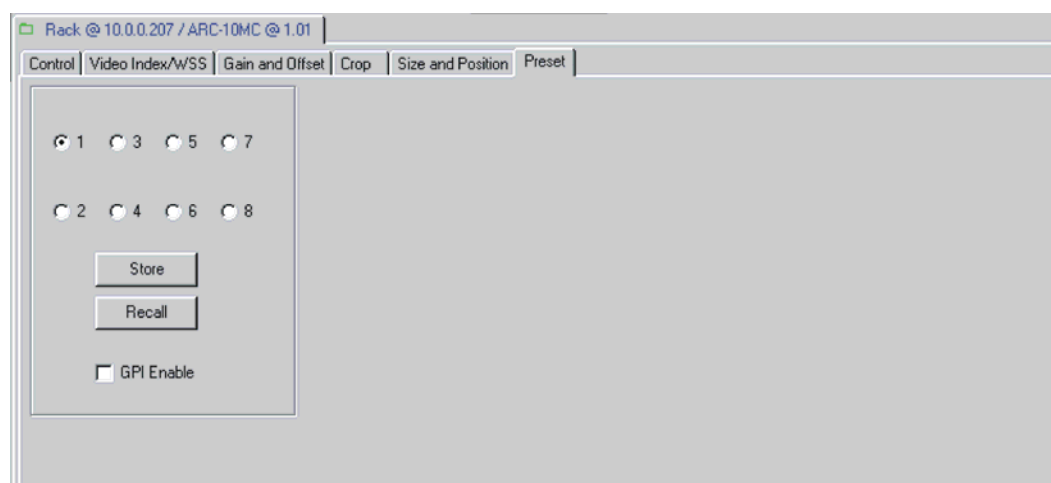 Rack @ 10.0.0.207 / ARC-10MC @ 1.01
Control Video Index/WSS Gain and Offset Crop Size and Position Preset
1 3 5 7
2 4 6 8
Store
Recall
GPI Enable